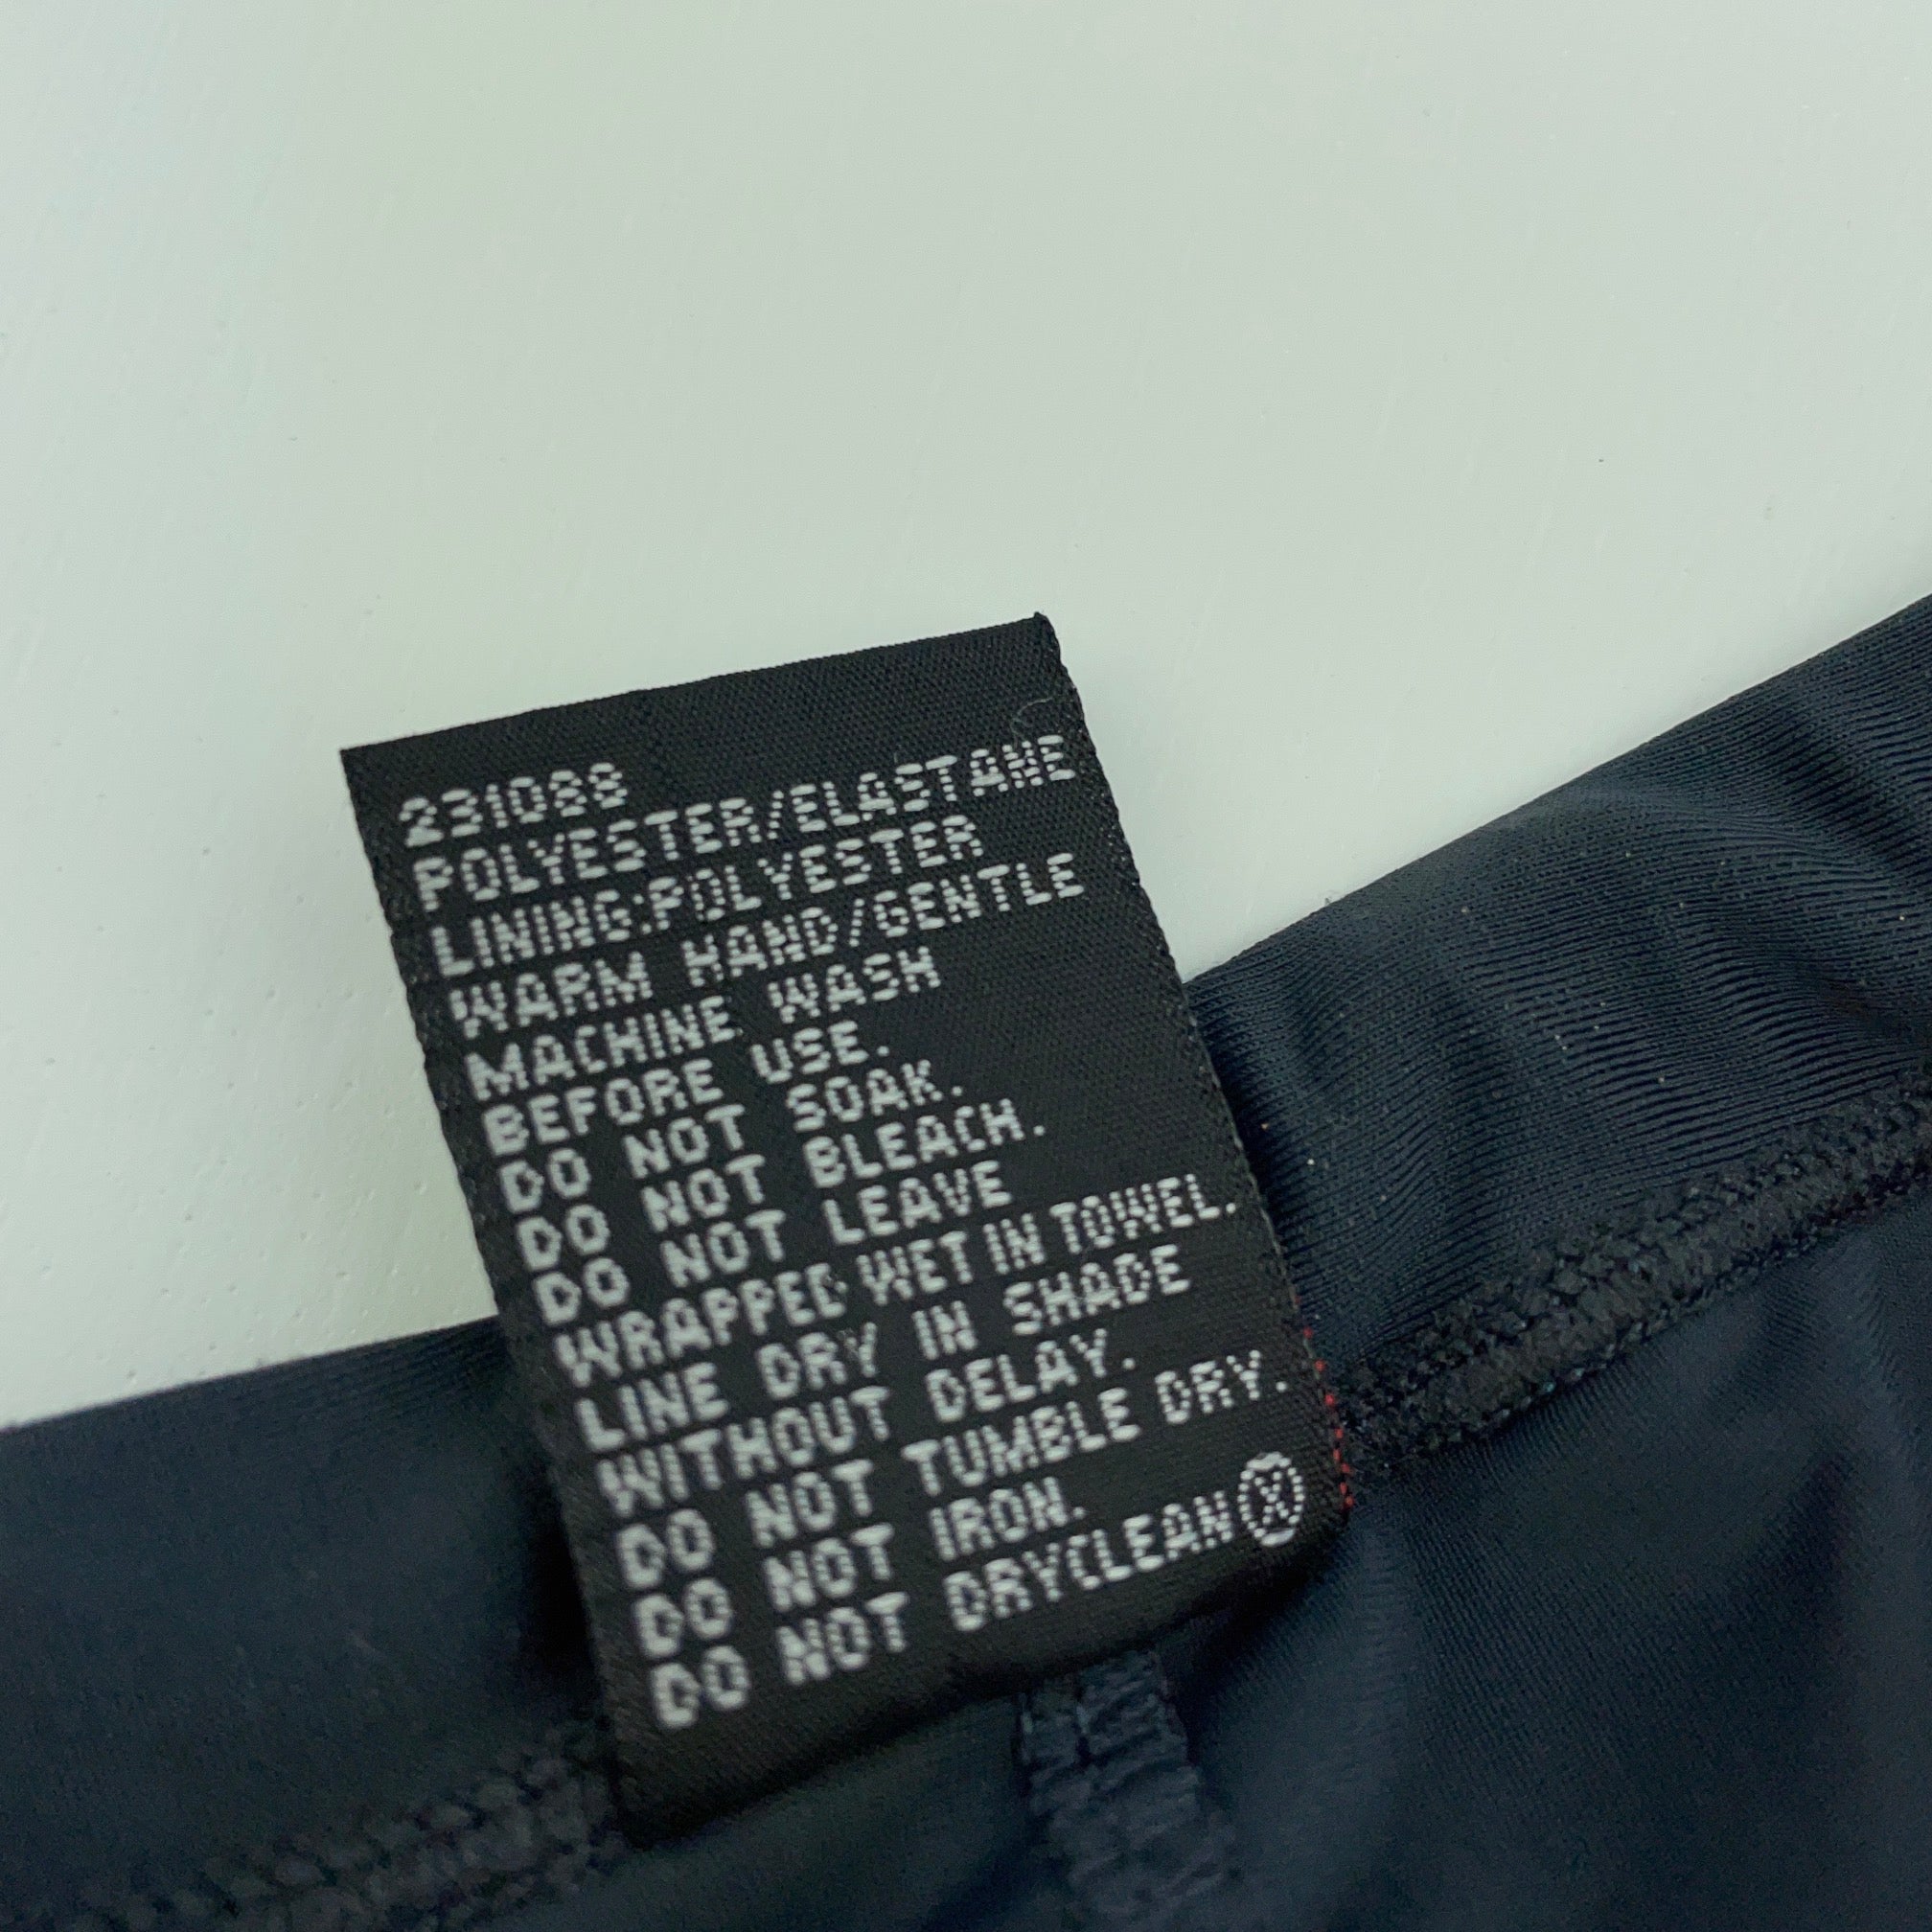 231088
POLYESTER/ELASTANE
LINING:POLYESTER
WARM HAND/GENTLE
MACHINE WASH
BEFORE USE.
DO NOT SOAK.
DO NOT BLEACH.
DO NOT LEAVE
WRAPPED WET IN TOWEL.
LINE DRY IN SHADE
WITHOUT DELAY.
DO NOT TUMBLE DRY.
DO NOT IRON.
DO NOT DRYCLEAN Ⓧ